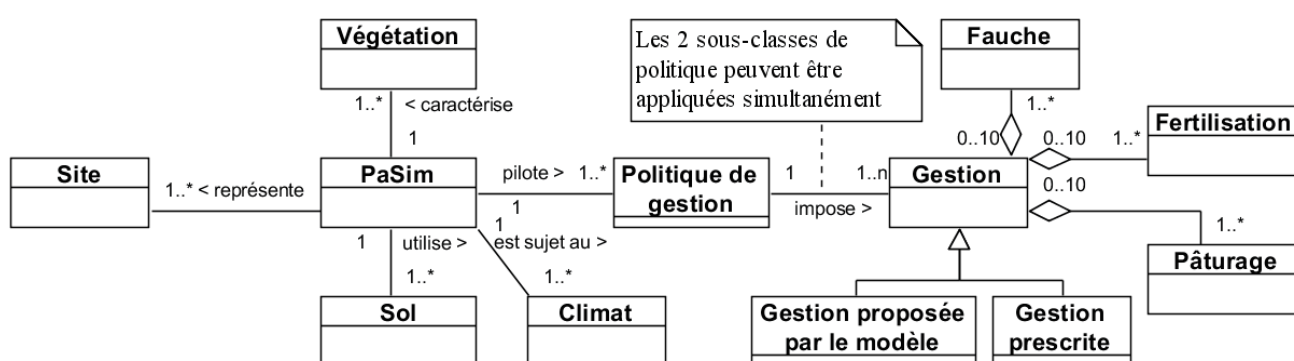 Végétation
Les 2 sous-classes de
politique peuvent être
appliquées simultanément
Fauche
1..*
< caractérise
1
1..*
0..10
0..10
1..*
Fertilisation
Site
1..* < représente
PaSim
pilote >
1..*
1
Politique de
gestion
1
1..n
impose >
Gestion
0..10
1
utilise >
1
est sujet au >
1..*
1..*
1..*
Pâturage
Sol
Climat
Gestion proposée
par le modèle
Gestion
prescrite